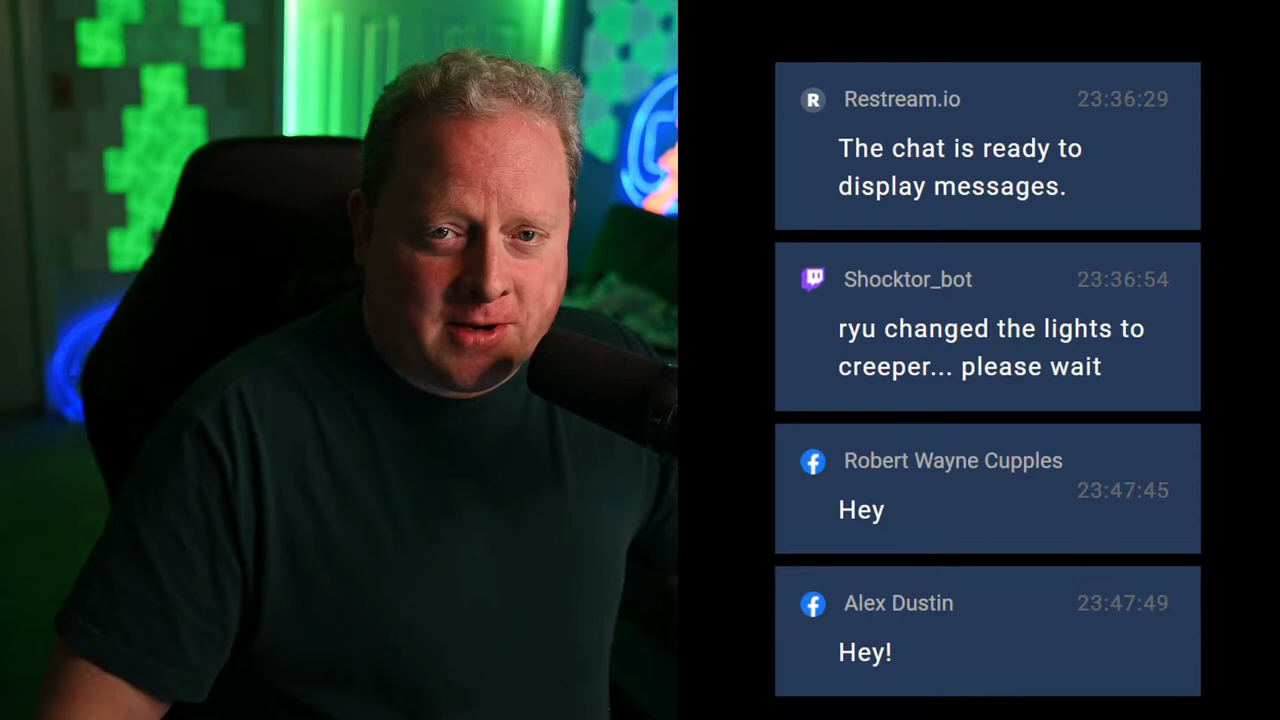 Restream.io 23:36:29
The chat is ready to
display messages.
Shocktor_bot 23:36:54
ryu changed the lights to
creeper... please wait
Robert Wayne Cupples
23:47:45
Hey
Alex Dustin 23:47:49
Hey!